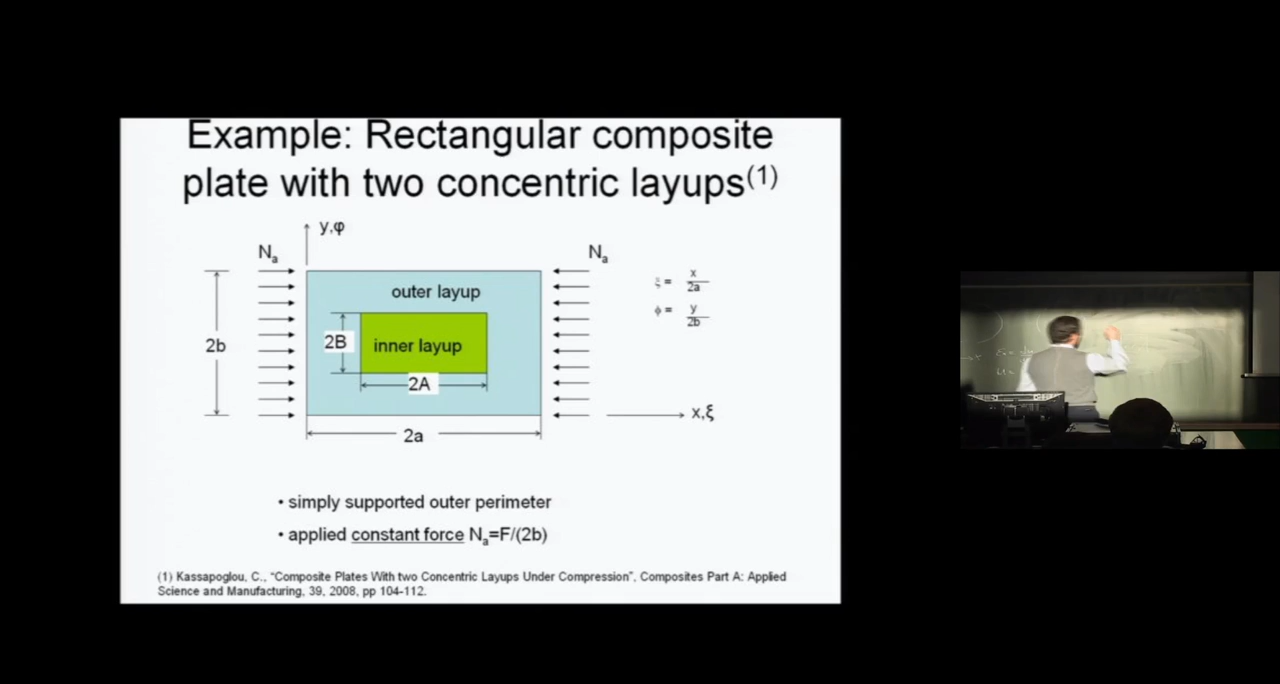 Example: Rectangular composite
plate with two concentric layups(1)
y,φ
Na
Na
outer layup
ξ = x/2a
ϕ = y/2b
2b
2B
inner layup
2A
x,ξ
2a
• simply supported outer perimeter
• applied constant force Na=F/(2b)
(1) Kassapoglou, C., "Composite Plates With two Concentric Layups Under Compression", Composites Part A: Applied
Science and Manufacturing, 39, 2008, pp 104-112.